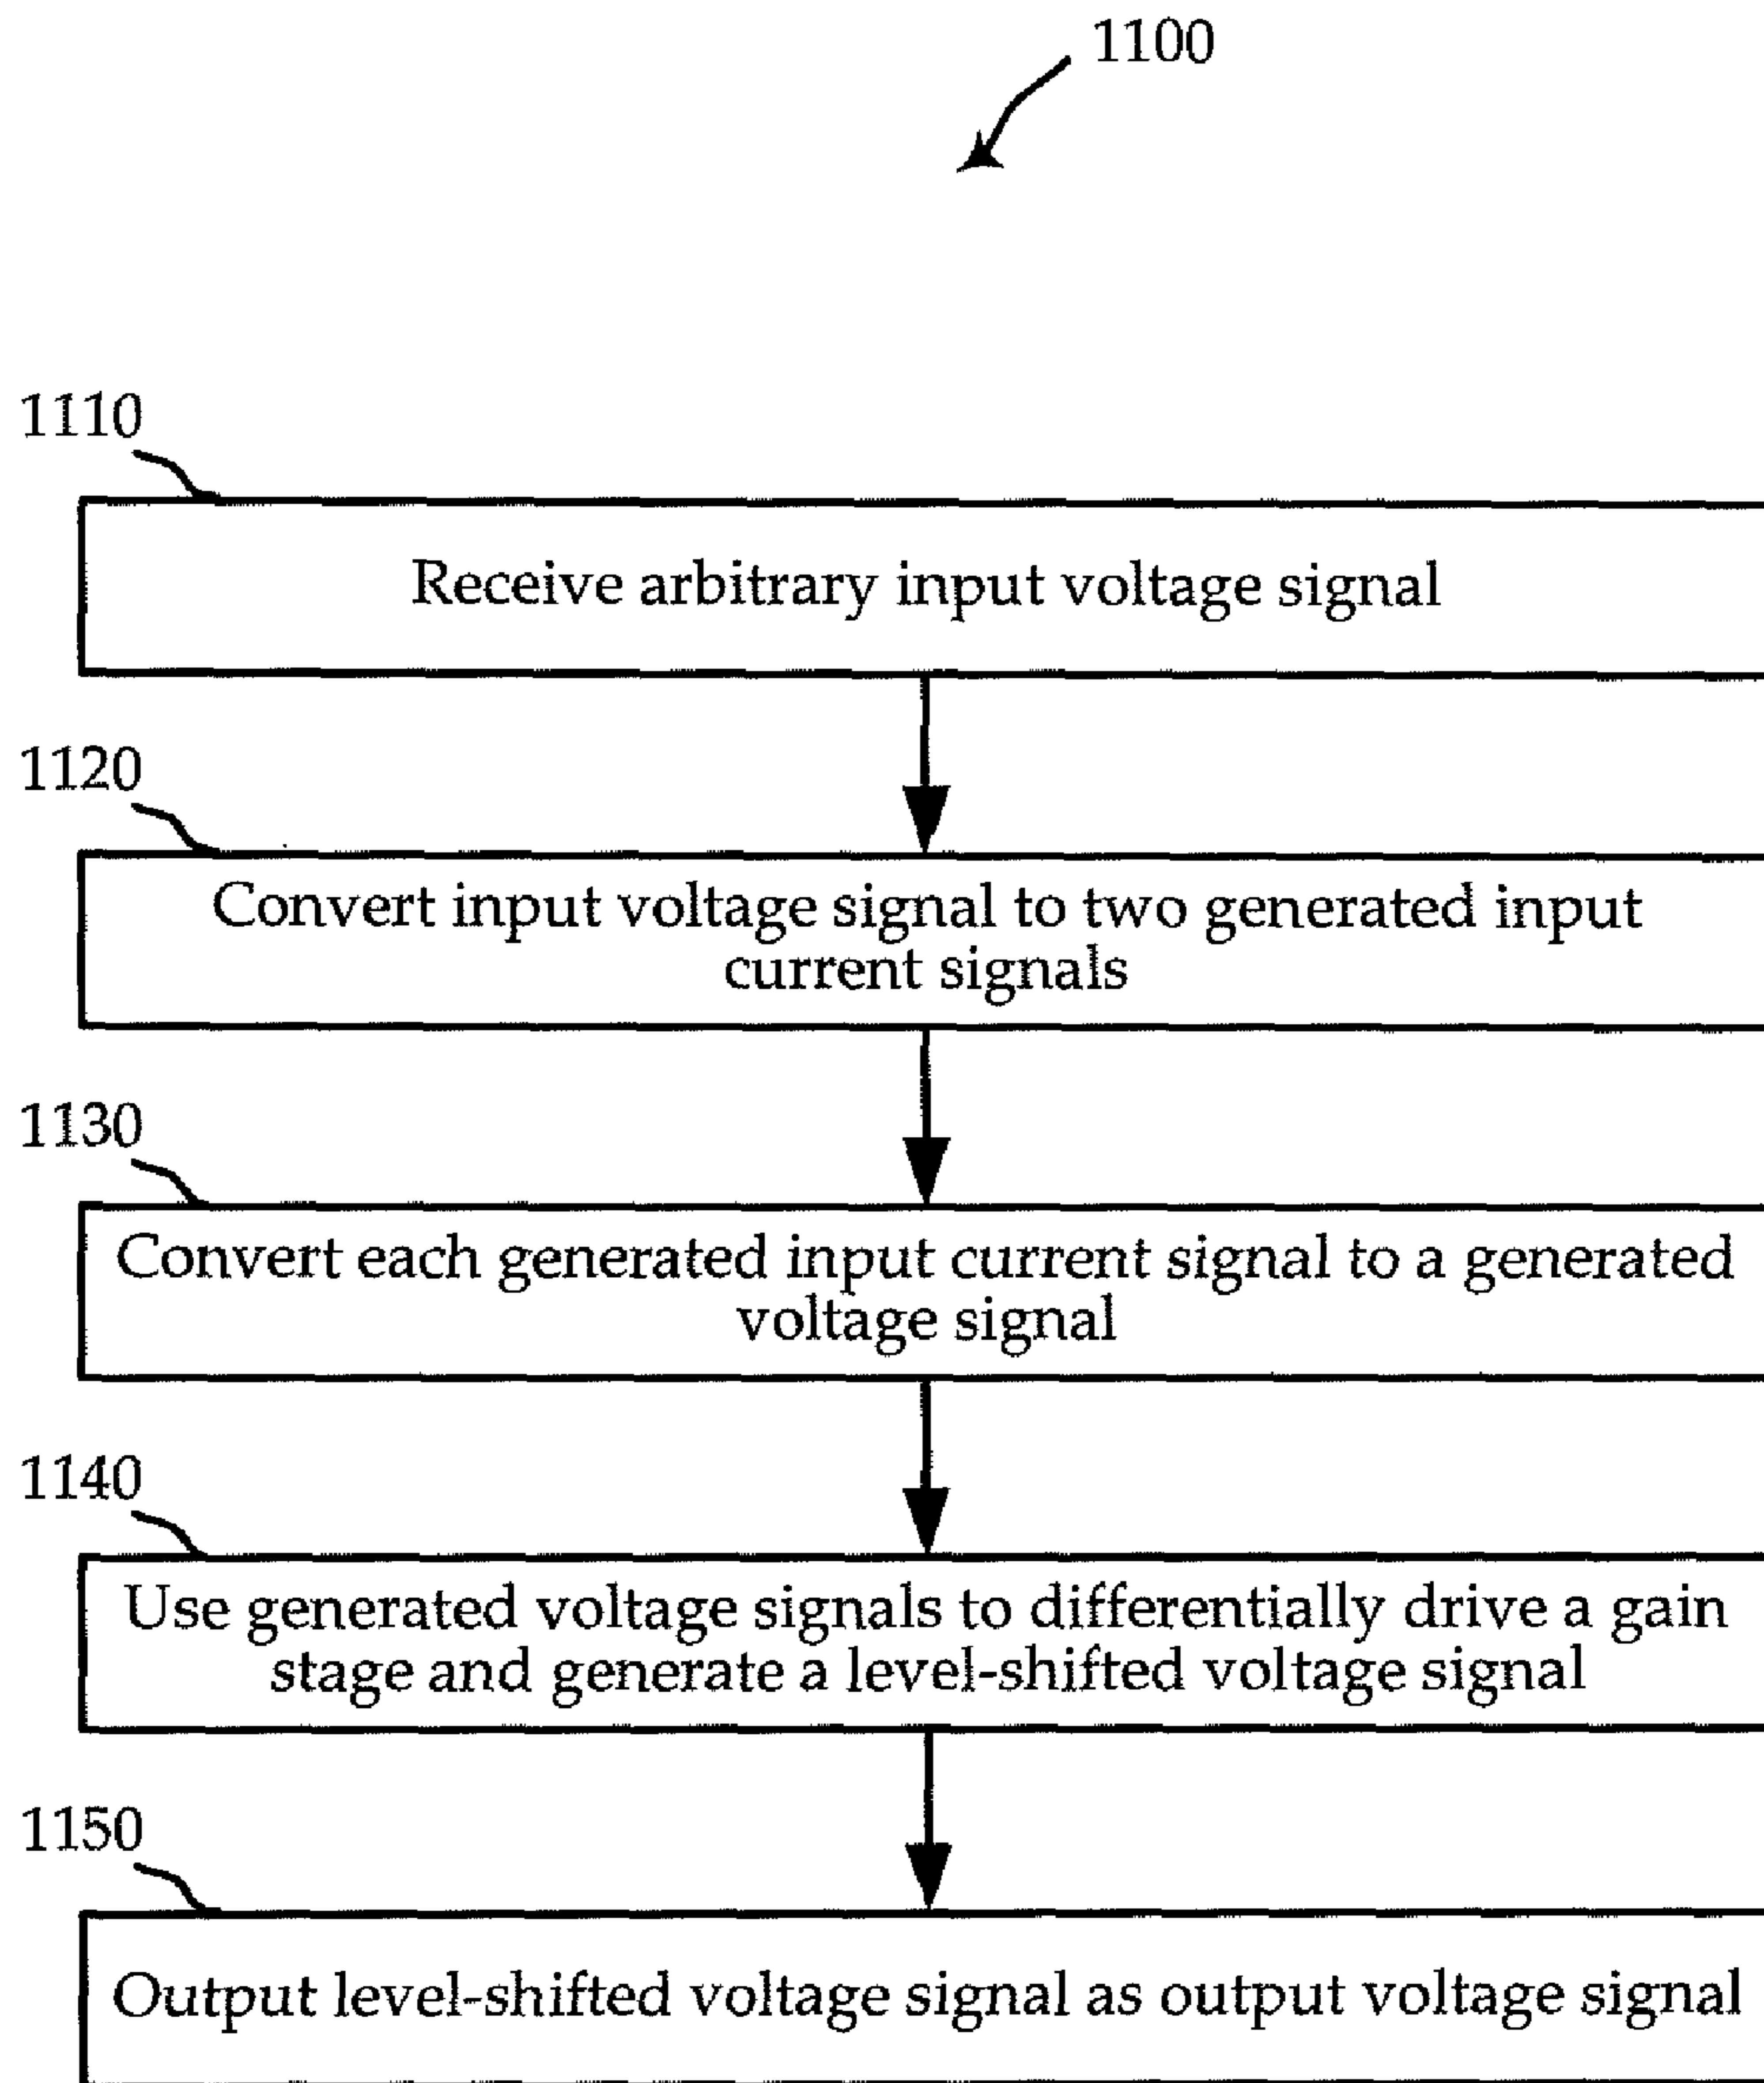 1100
1110
Receive arbitrary input voltage signal
1120
Convert input voltage signal to two generated input
current signals
1130
Convert each generated input current signal to a generated
voltage signal
1140
Use generated voltage signals to differentially drive a gain
stage and generate a level-shifted voltage signal
1150
Output level-shifted voltage signal as output voltage signal